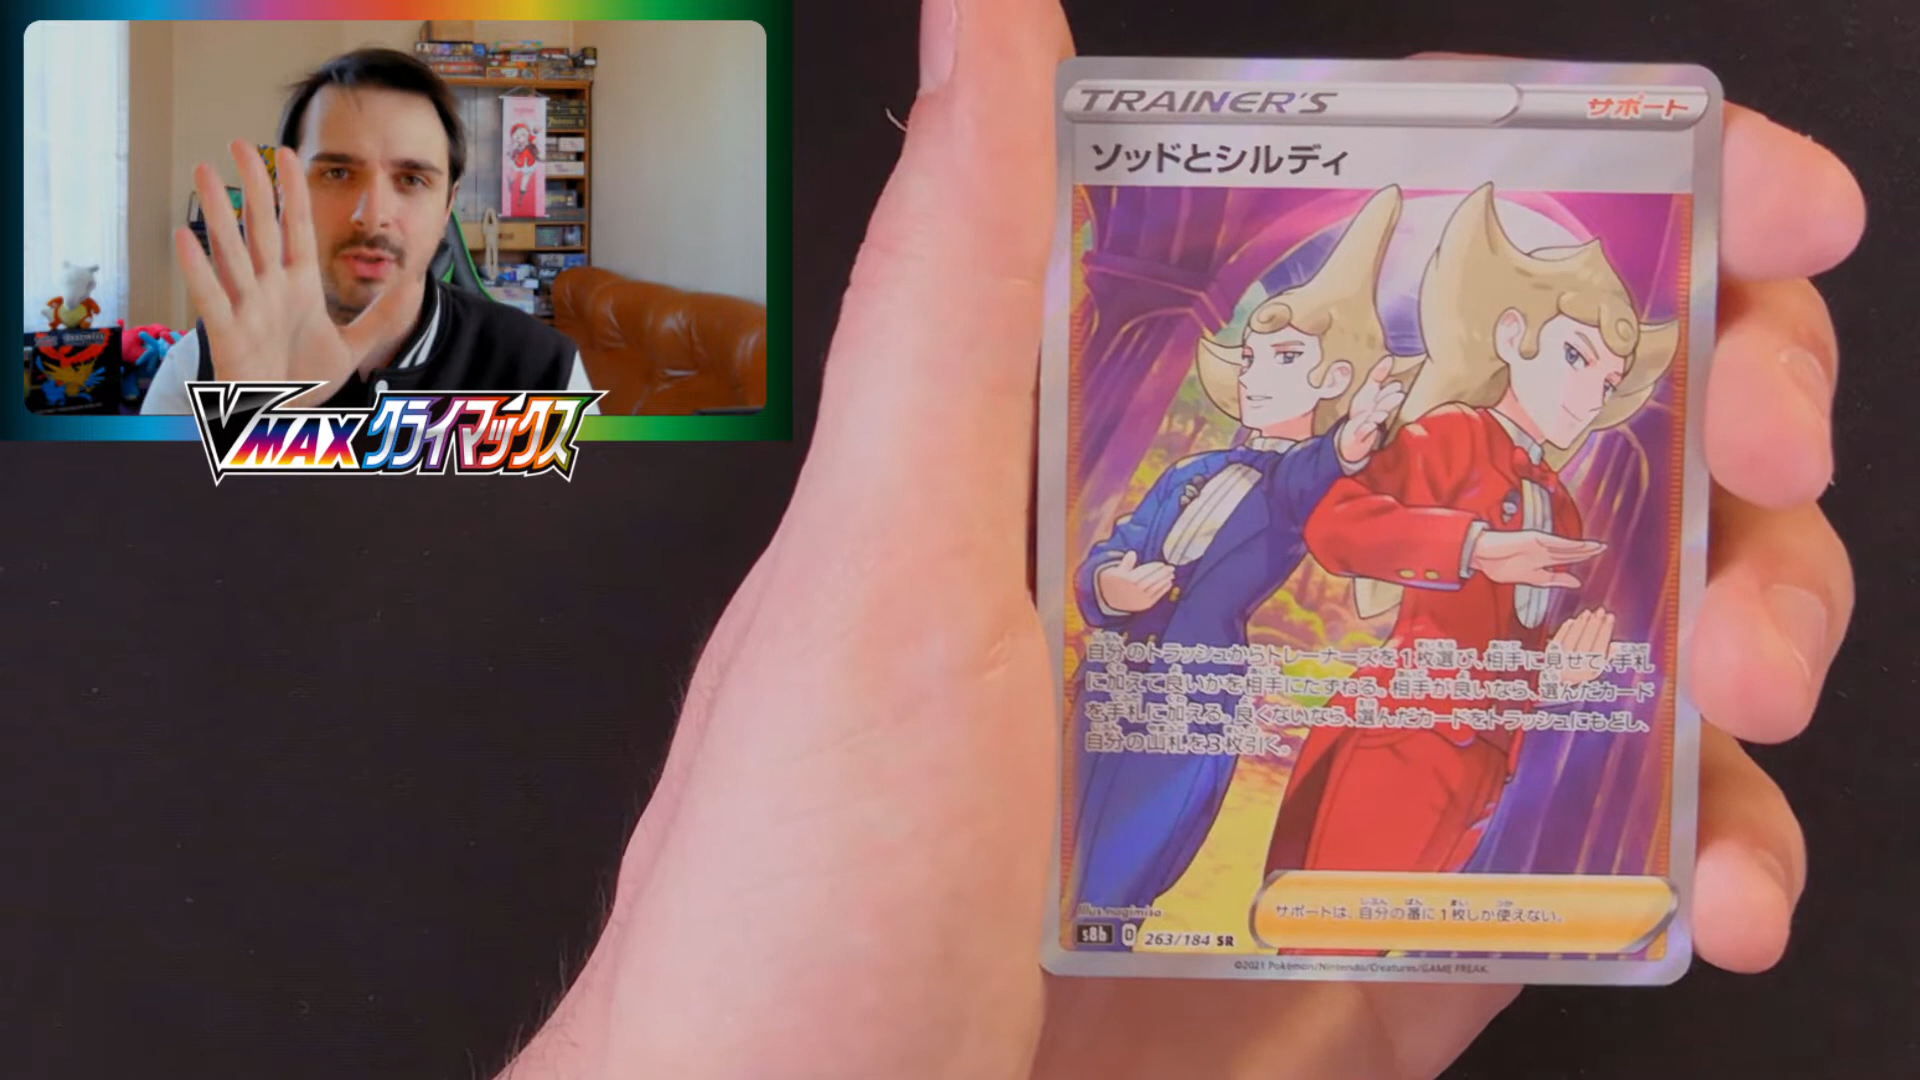 VMAXクライマックス
TRAINER'S
サポート
ソッドとシルディ
自分のトラッシュからトレーナーズを1枚選び、相手に見せて、手札
に加えて良いかを相手にたずねる。相手が良いなら、選んだカード
を手札に加える。良くないなら、選んだカードをトラッシュにもどし、
自分の山札を3枚引く。
サポートは、自分の番に1枚しか使えない。
Illus. nagimiso
s8b D 263/184 SR
©2021 Pokémon/Nintendo/Creatures/GAME FREAK.